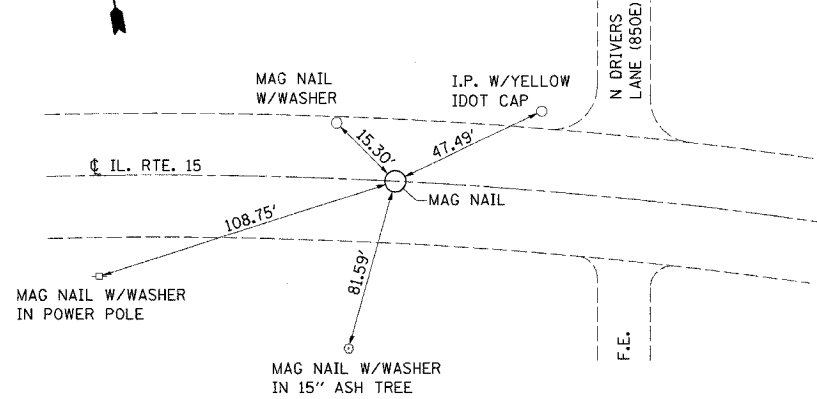 N DRIVERS
LANE (850E)
MAG NAIL
W/WASHER
I.P. W/YELLOW
IDOT CAP
15.30'
47.49'
℄ IL. RTE. 15
MAG NAIL
108.75'
81.59'
MAG NAIL W/WASHER
IN POWER POLE
F.E.
MAG NAIL W/WASHER
IN 15" ASH TREE